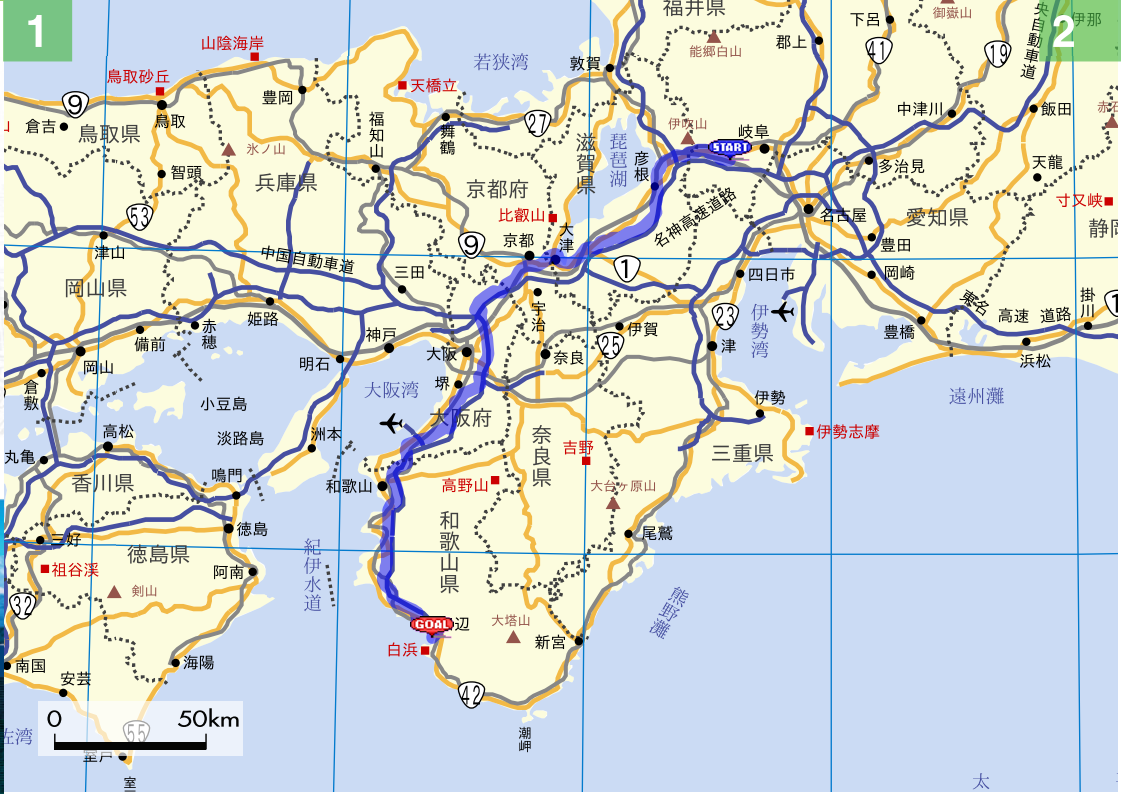 1
2
福井県
下呂
御嶽山
伊那
央自動車道
山陰海岸
若狭湾
敦賀
能郷白山
郡上
41
19
鳥取砂丘
豊岡
天橋立
9
倉吉
鳥取県
鳥取
福知山
舞鶴
27
滋賀県
琵琶湖
伊吹山
START
岐阜
中津川
飯田
氷ノ山
智頭
兵庫県
京都府
彦根
多治見
天龍
53
比叡山
名神高速道路
名古屋
愛知県
寸又峡
静岡
9
京都
大津
津山
中国自動車道
三田
1
豊田
岡山県
四日市
岡崎
姫路
宇治
伊勢湾
23
東名高速道路
掛川
1
備前
赤穂
神戸
伊賀
25
豊橋
岡山
明石
大阪
奈良
津
浜松
倉敷
大阪湾
堺
遠州灘
小豆島
伊勢
高松
淡路島
洲本
大阪府
奈良県
吉野
三重県
伊勢志摩
丸亀
香川県
鳴門
和歌山
高野山
大台ヶ原山
徳島
和歌山県
尾鷲
三好
徳島県
紀伊水道
祖谷渓
阿南
剣山
熊野灘
32
GOAL
辺
大塔山
白浜
新宮
南国
海陽
安芸
42
0
50km
55
佐湾
潮岬
室戸
室
太